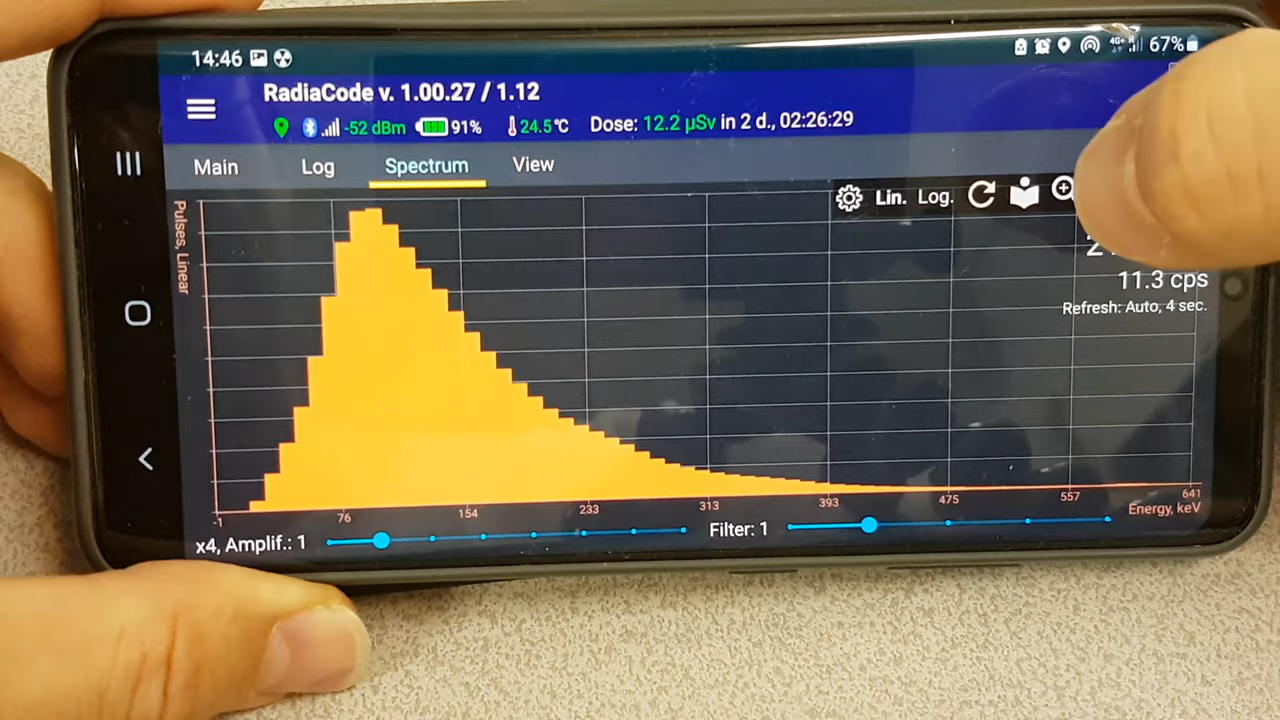 14:46 67%
RadiaCode v. 1.00.27 / 1.12
-52 dBm 91% 24.5°C Dose: 12.2 µSv in 2 d., 02:26:29
Main Log Spectrum View
Lin. Log.
11.3 cps
Refresh: Auto, 4 sec.
Pulses, Linear
-1 76 154 233 313 393 475 557 641
Energy, keV
x4, Amplif.: 1 Filter: 1